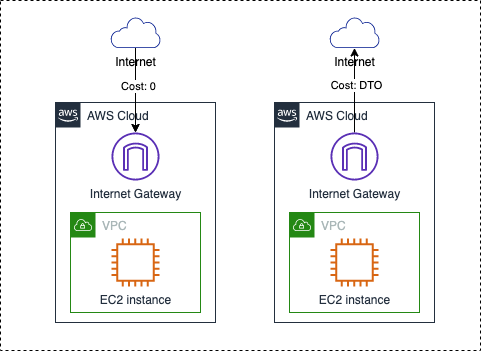 Internet
Cost: 0
aws
AWS Cloud
Internet Gateway
VPC
EC2 instance
Internet
Cost: DTO
aws
AWS Cloud
Internet Gateway
VPC
EC2 instance